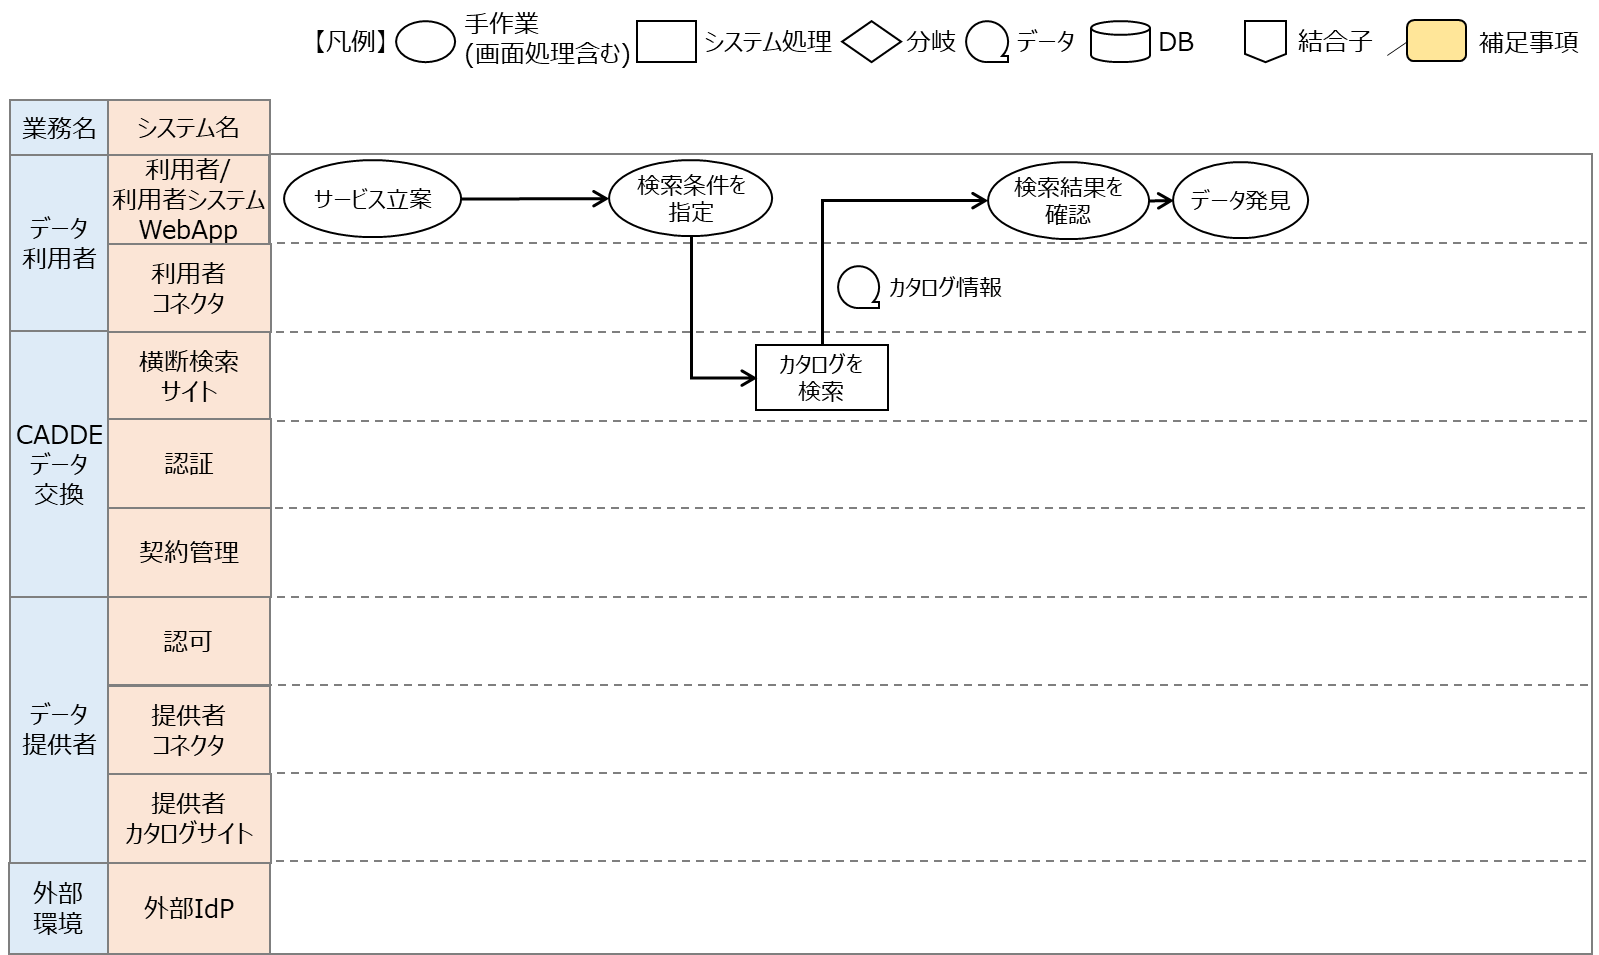 【凡例】
手作業
(画面処理含む)
システム処理
分岐
データ
DB
結合子
補足事項
業務名
システム名
データ
利用者
利用者/
利用者システム
WebApp
サービス立案
検索条件を
指定
検索結果を
確認
データ発見
利用者
コネクタ
カタログ情報
CADDE
データ
交換
横断検索
サイト
カタログを
検索
認証
契約管理
データ
提供者
認可
提供者
コネクタ
提供者
カタログサイト
外部
環境
外部IdP